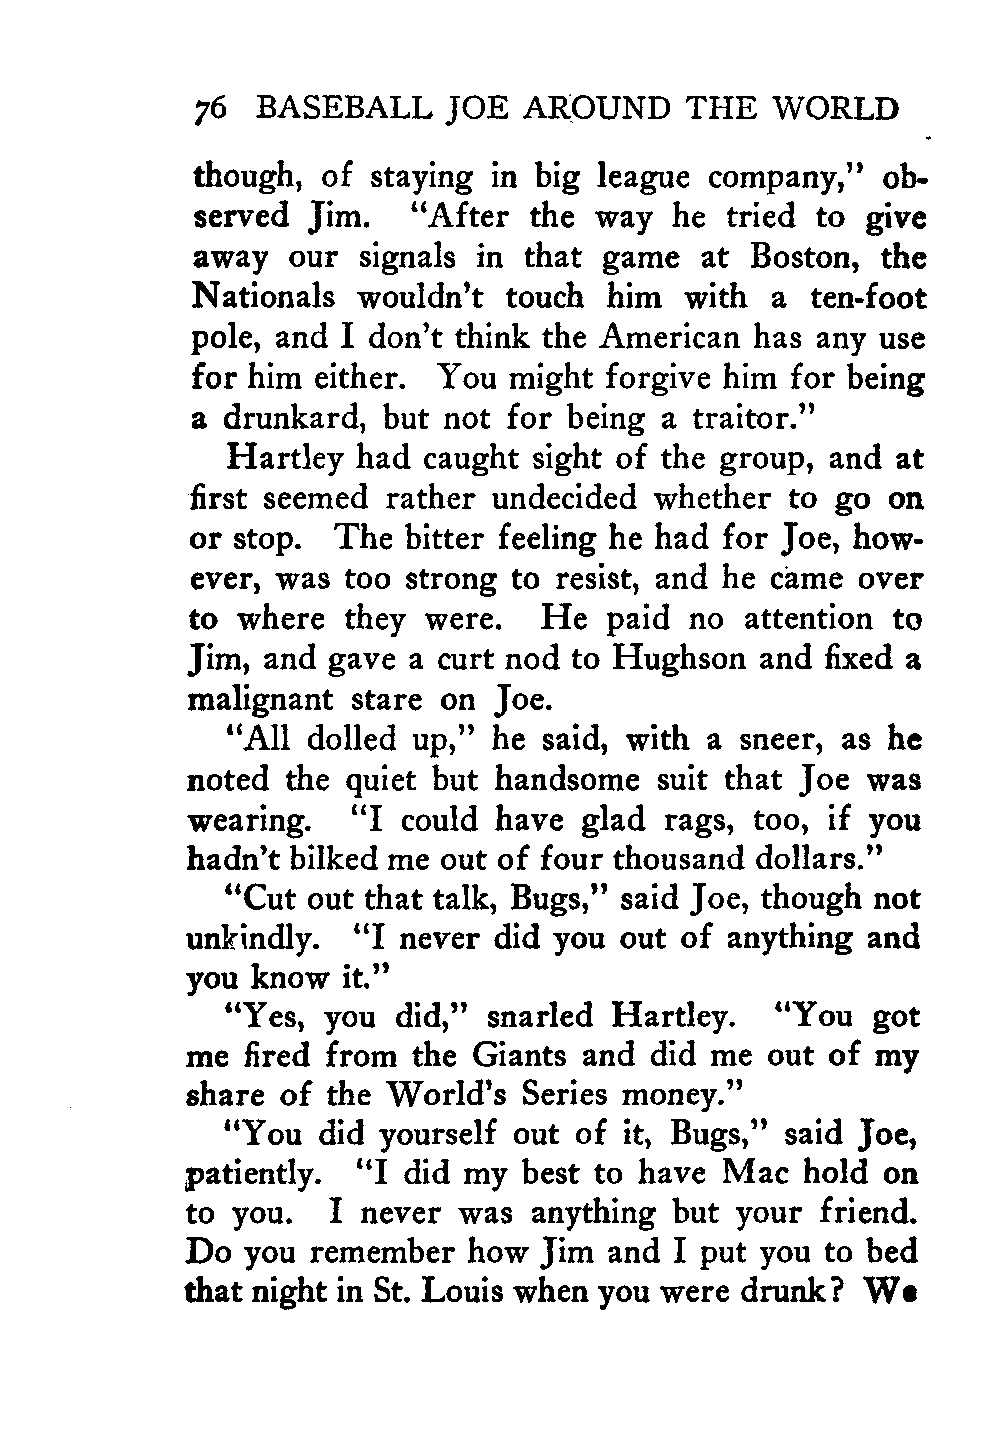 76 BASEBALL JOE AROUND THE WORLD
though, of staying in big league company,” ob-
served Jim. “After the way he tried to give
away our signals in that game at Boston, the
Nationals wouldn’t touch him with a ten-foot
pole, and I don’t think the American has any use
for him either. You might forgive him for being
a drunkard, but not for being a traitor.”
Hartley had caught sight of the group, and at
first seemed rather undecided whether to go on
or stop. The bitter feeling he had for Joe, how-
ever, was too strong to resist, and he came over
to where they were. He paid no attention to
Jim, and gave a curt nod to Hughson and fixed a
malignant stare on Joe.
“All dolled up,” he said, with a sneer, as he
noted the quiet but handsome suit that Joe was
wearing. “I could have glad rags, too, if you
hadn’t bilked me out of four thousand dollars.”
“Cut out that talk, Bugs,” said Joe, though not
unkindly. “I never did you out of anything and
you know it.”
“Yes, you did,” snarled Hartley. “You got
me fired from the Giants and did me out of my
share of the World’s Series money.”
“You did yourself out of it, Bugs,” said Joe,
patiently. “I did my best to have Mac hold on
to you. I never was anything but your friend.
Do you remember how Jim and I put you to bed
that night in St. Louis when you were drunk? We